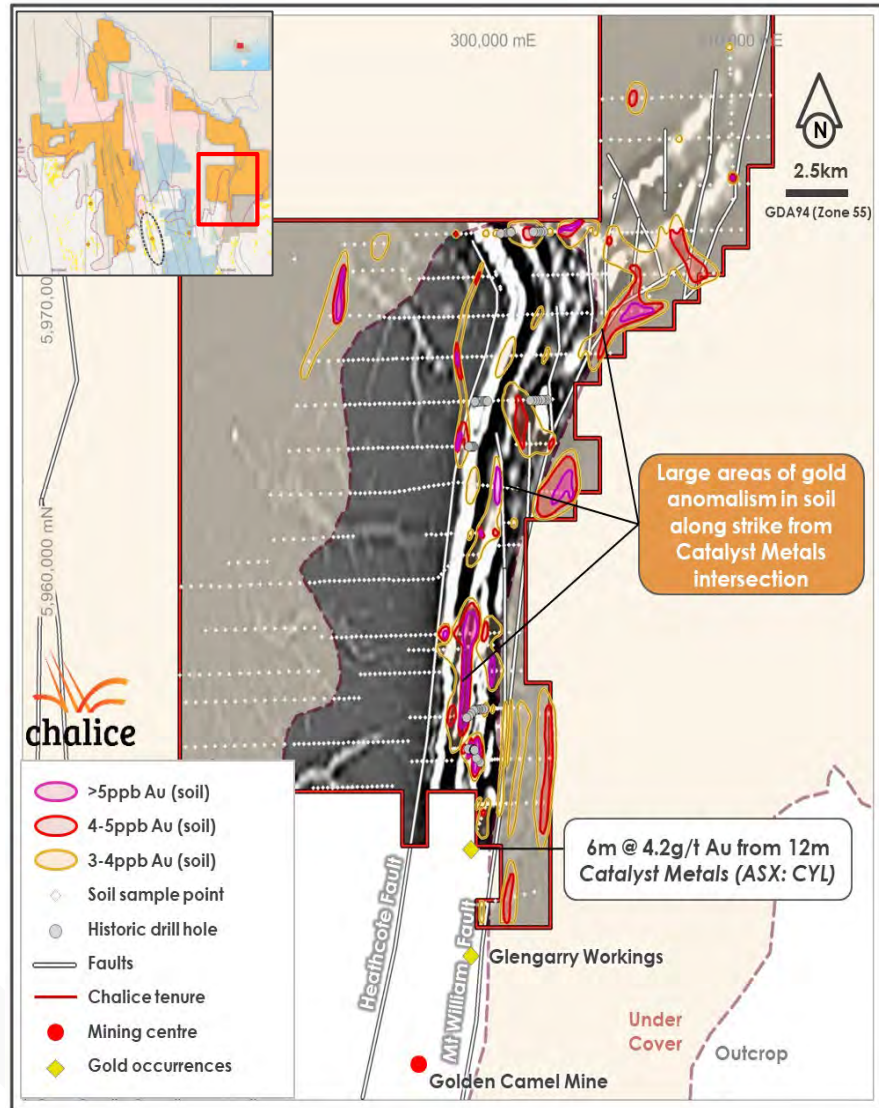 300,000 mE
310,000 mE
N
2.5km
GDA94 (Zone 55)
5,970,00
5,960,000 mN
Large areas of gold
anomalism in soil
along strike from
Catalyst Metals
intersection
chalice
>5ppb Au (soil)
4-5ppb Au (soil)
3-4ppb Au (soil)
Soil sample point
Historic drill hole
Faults
Chalice tenure
Mining centre
Gold occurrences
6m @ 4.2g/t Au from 12m
Catalyst Metals (ASX: CYL)
Heathcote Fault
Mt William Fault
Glengarry Workings
Under
Cover
Outcrop
Golden Camel Mine